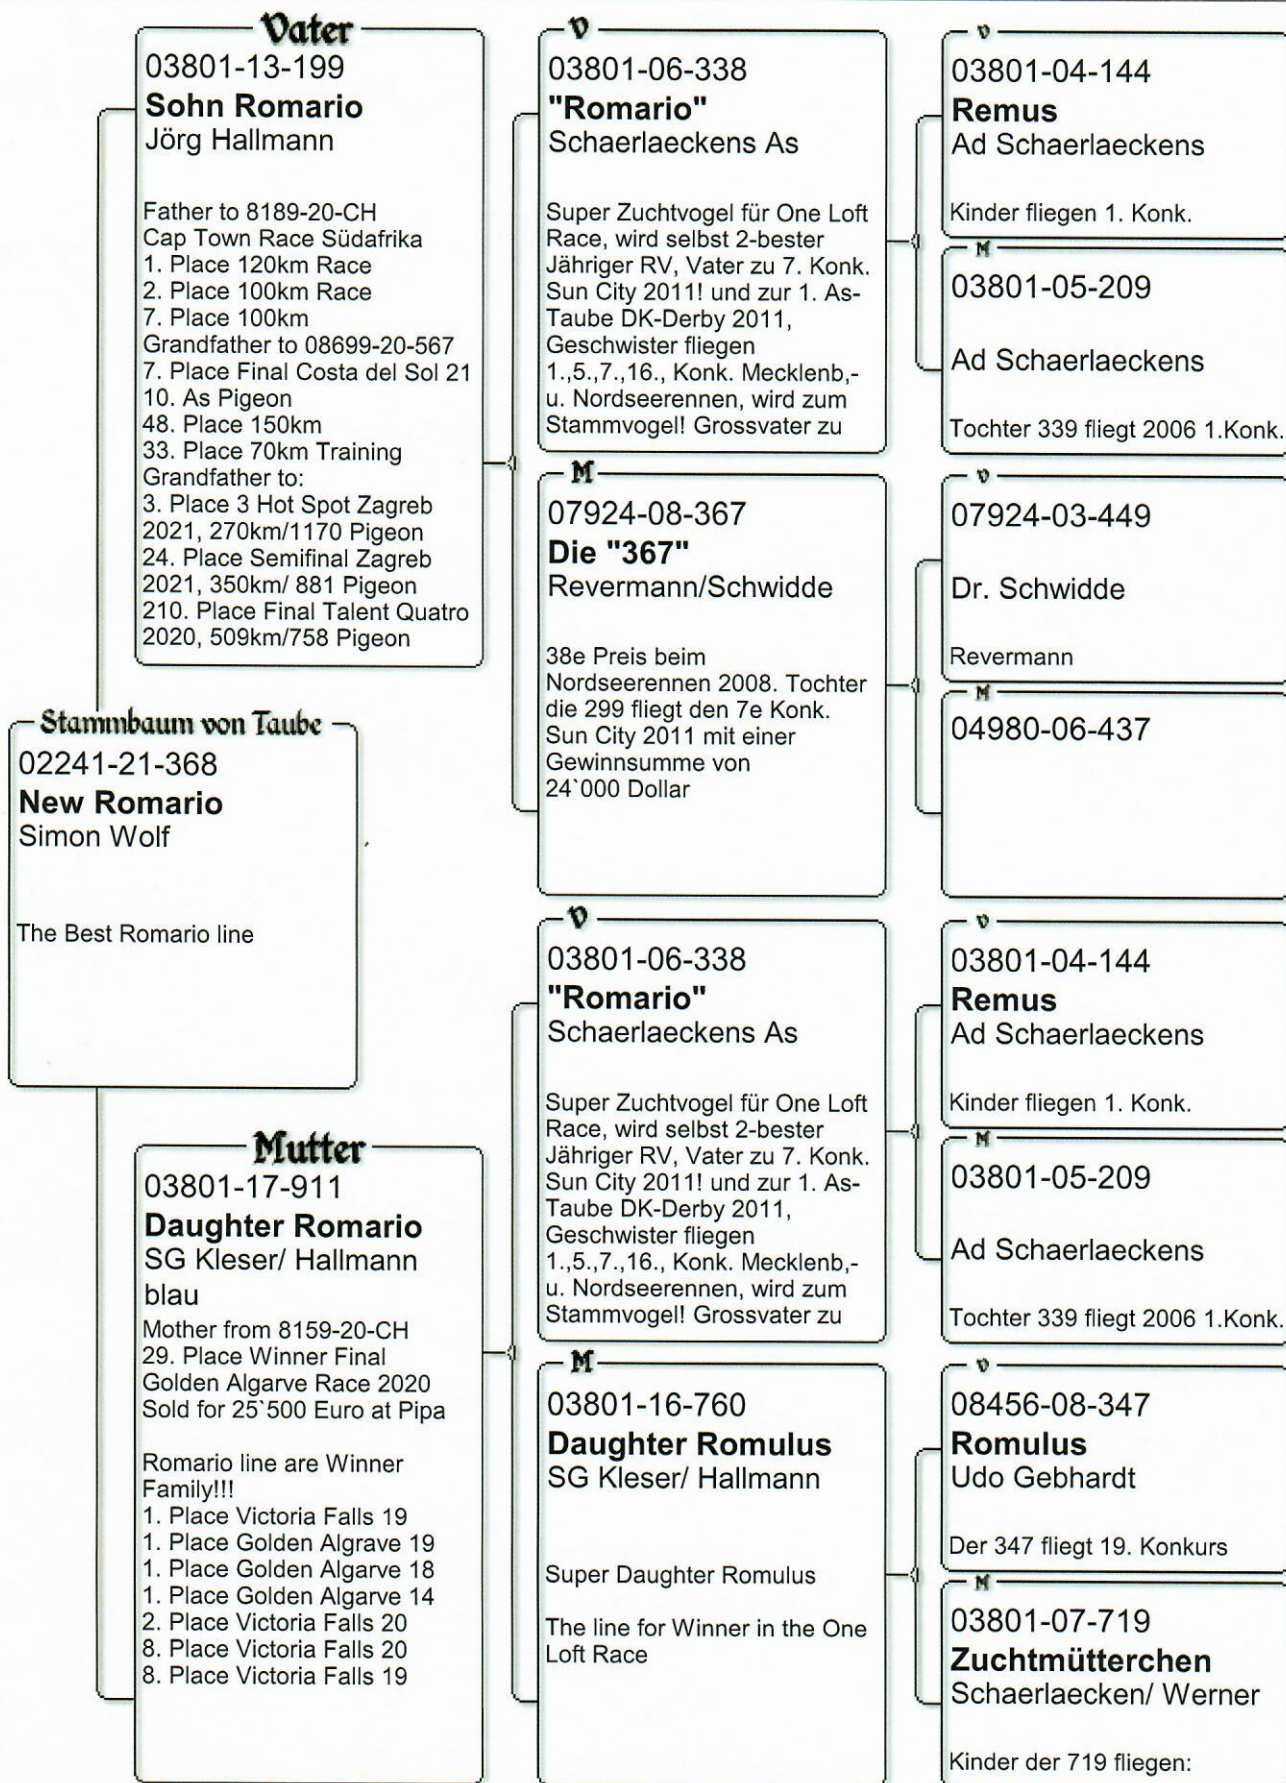 Vater
03801-13-199
Sohn Romario
Jörg Hallmann
Father to 8189-20-CH
Cap Town Race Südafrika
1. Place 120km Race
2. Place 100km Race
7. Place 100km
Grandfather to 08699-20-567
7. Place Final Costa del Sol 21
10. As Pigeon
48. Place 150km
33. Place 70km Training
Grandfather to:
3. Place 3 Hot Spot Zagreb
2021, 270km/1170 Pigeon
24. Place Semifinal Zagreb
2021, 350km/ 881 Pigeon
210. Place Final Talent Quatro
2020, 509km/758 Pigeon
Stammbaum von Taube
02241-21-368
New Romario
Simon Wolf
The Best Romario line
Mutter
03801-17-911
Daughter Romario
SG Kleser/ Hallmann
blau
Mother from 8159-20-CH
29. Place Winner Final
Golden Algarve Race 2020
Sold for 25`500 Euro at Pipa
Romario line are Winner
Family!!!
1. Place Victoria Falls 19
1. Place Golden Algrave 19
1. Place Golden Algarve 18
1. Place Golden Algarve 14
2. Place Victoria Falls 20
8. Place Victoria Falls 20
8. Place Victoria Falls 19
V
03801-06-338
"Romario"
Schaerlaeckens As
Super Zuchtvogel für One Loft
Race, wird selbst 2-bester
Jähriger RV, Vater zu 7. Konk.
Sun City 2011! und zur 1. As-
Taube DK-Derby 2011,
Geschwister fliegen
1.,5.,7.,16., Konk. Mecklenb,-
u. Nordseerennen, wird zum
Stammvogel! Grossvater zu
M
07924-08-367
Die "367"
Revermann/Schwidde
38e Preis beim
Nordseerennen 2008. Tochter
die 299 fliegt den 7e Konk.
Sun City 2011 mit einer
Gewinnsumme von
24`000 Dollar
V
03801-06-338
"Romario"
Schaerlaeckens As
Super Zuchtvogel für One Loft
Race, wird selbst 2-bester
Jähriger RV, Vater zu 7. Konk.
Sun City 2011! und zur 1. As-
Taube DK-Derby 2011,
Geschwister fliegen
1.,5.,7.,16., Konk. Mecklenb,-
u. Nordseerennen, wird zum
Stammvogel! Grossvater zu
M
03801-16-760
Daughter Romulus
SG Kleser/ Hallmann
Super Daughter Romulus
The line for Winner in the One
Loft Race
V
03801-04-144
Remus
Ad Schaerlaeckens
Kinder fliegen 1. Konk.
M
03801-05-209
Ad Schaerlaeckens
Tochter 339 fliegt 2006 1.Konk.
V
07924-03-449
Dr. Schwidde
Revermann
M
04980-06-437
V
03801-04-144
Remus
Ad Schaerlaeckens
Kinder fliegen 1. Konk.
M
03801-05-209
Ad Schaerlaeckens
Tochter 339 fliegt 2006 1.Konk.
V
08456-08-347
Romulus
Udo Gebhardt
Der 347 fliegt 19. Konkurs
M
03801-07-719
Zuchtmütterchen
Schaerlaecken/ Werner
Kinder der 719 fliegen: